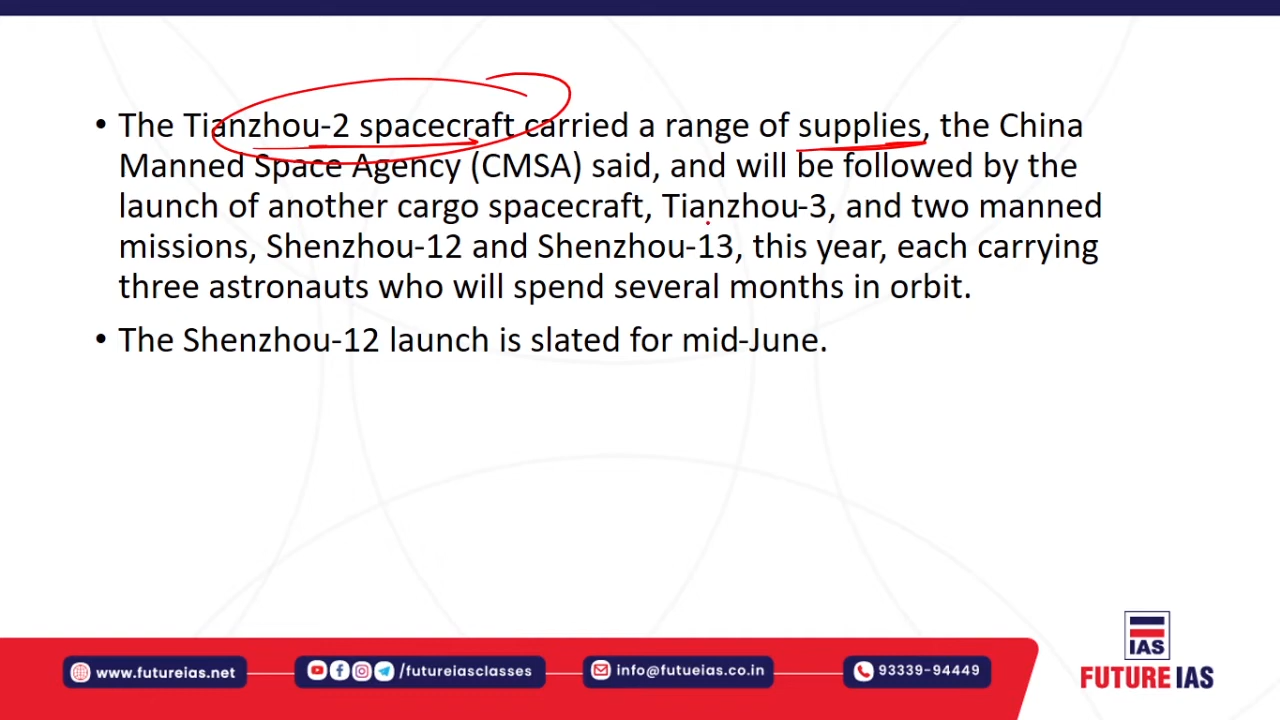 • The Tianzhou-2 spacecraft carried a range of supplies, the China
Manned Space Agency (CMSA) said, and will be followed by the
launch of another cargo spacecraft, Tianzhou-3, and two manned
missions, Shenzhou-12 and Shenzhou-13, this year, each carrying
three astronauts who will spend several months in orbit.
• The Shenzhou-12 launch is slated for mid-June.
IAS
FUTURE IAS
www.futureias.net
/futureiasclasses
info@futueias.co.in
93339-94449